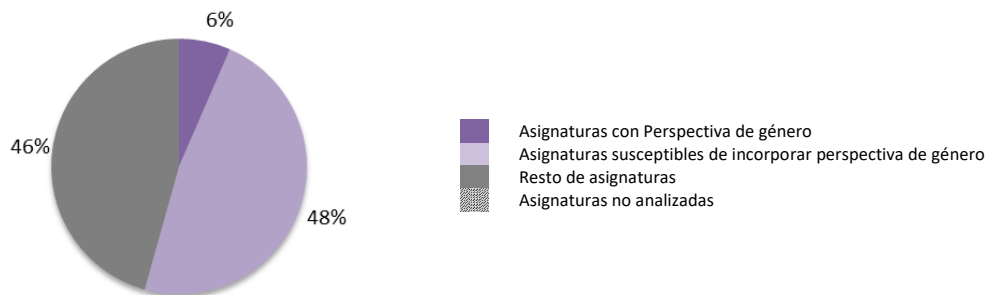 6%
46%
48%
Asignaturas con Perspectiva de género
Asignaturas susceptibles de incorporar perspectiva de género
Resto de asignaturas
Asignaturas no analizadas